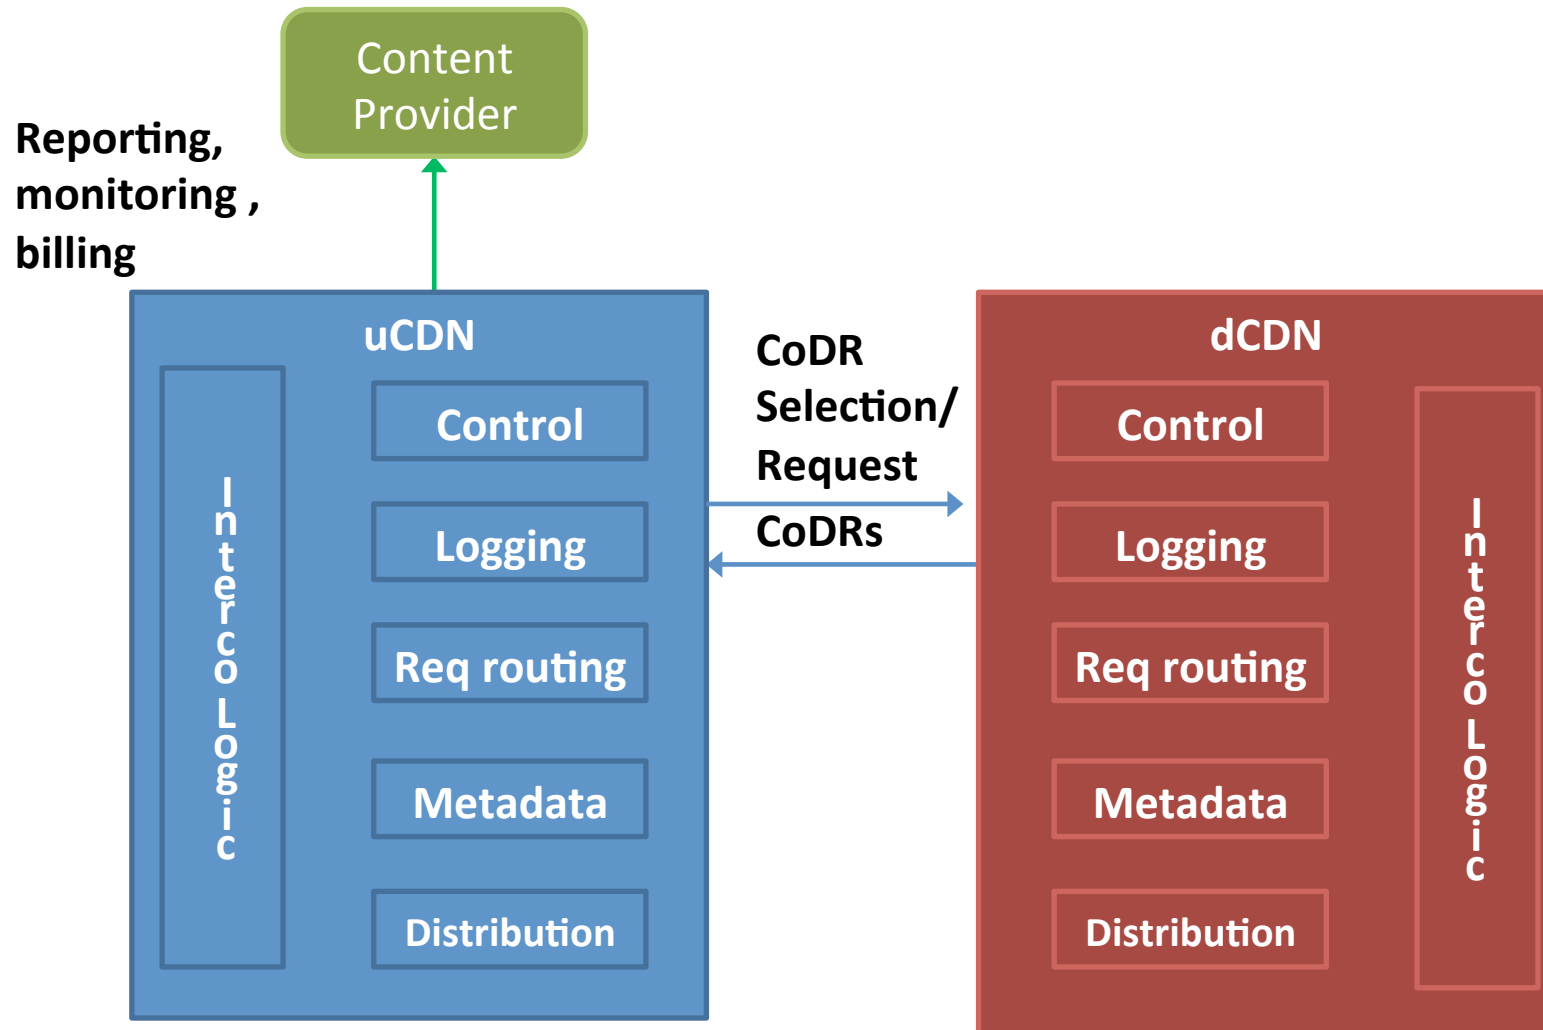 Content
Provider
Reporting,
monitoring ,
billing
uCDN
Interco Logic
Control
Logging
Req routing
Metadata
Distribution
CoDR
Selection/
Request
CoDRs
dCDN
Control
Logging
Req routing
Metadata
Distribution
Interco Logic